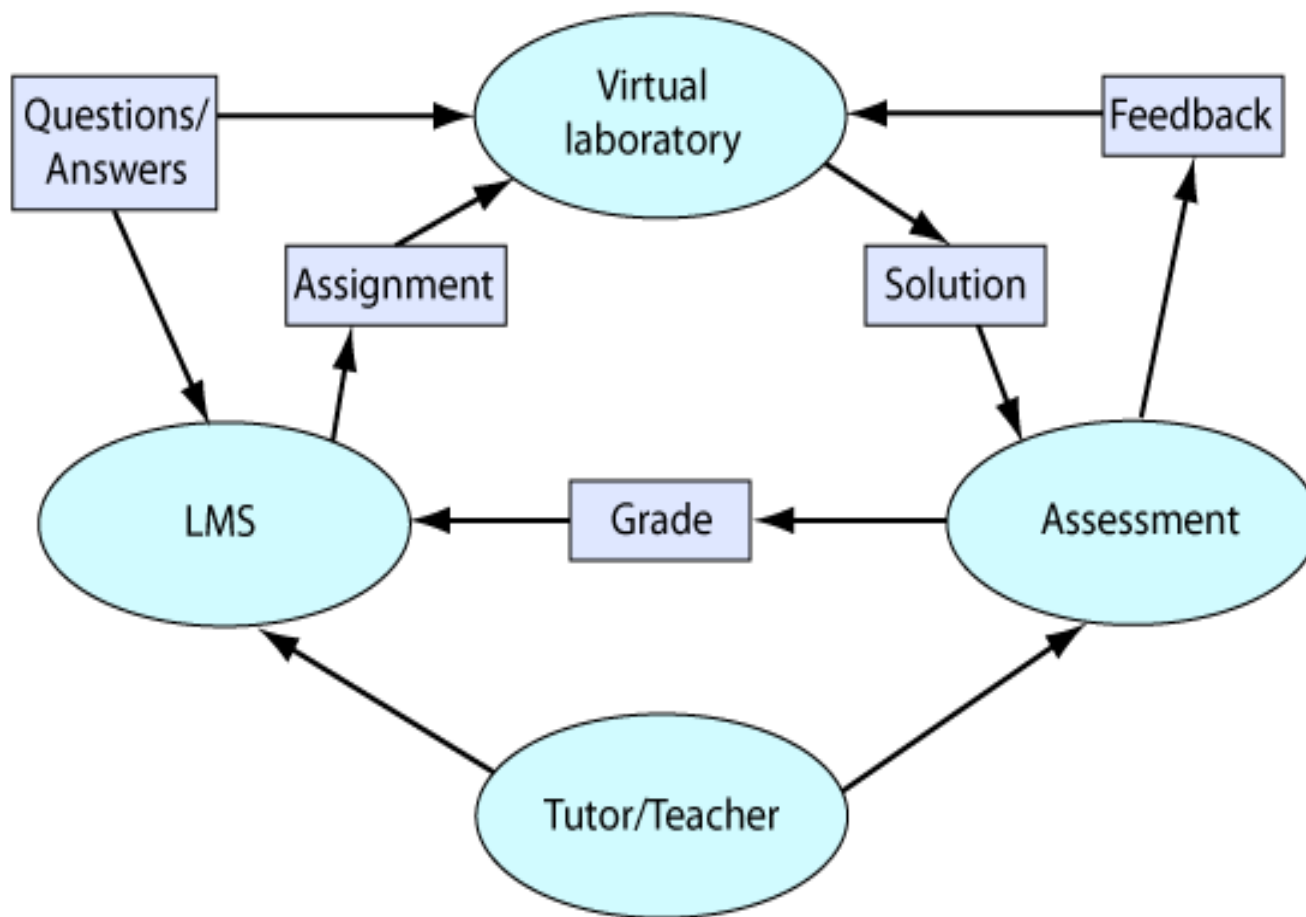 Virtual
laboratory
Questions/
Answers
Feedback
Assignment
Solution
LMS
Grade
Assessment
Tutor/Teacher